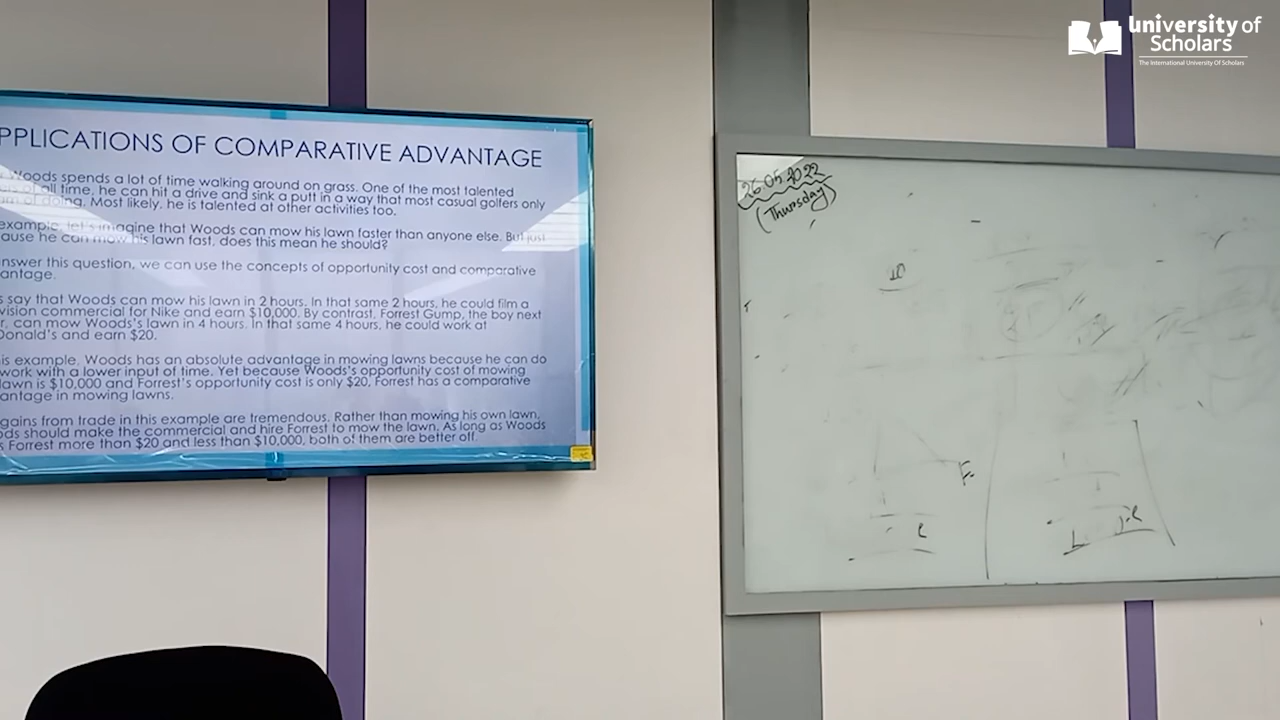 University of
Scholars
The International University Of Scholars
PPLICATIONS OF COMPARATIVE ADVANTAGE
Woods spends a lot of time walking around on grass. One of the most talented
of all time, he can hit a drive and sink a putt in a way that most casual golfers only
of doing. Most likely, he is talented at other activities too.
example, let's imagine that Woods can mow his lawn faster than anyone else. But just
ause he can mow his lawn fast, does this mean he should?
nswer this question, we can use the concepts of opportunity cost and comparative
antage.
s say that Woods can mow his lawn in 2 hours. In that same 2 hours, he could film a
vision commercial for Nike and earn $10,000. By contrast, Forrest Gump, the boy next
r, can mow Woods's lawn in 4 hours. In that same 4 hours, he could work at
Donald's and earn $20.
is example, Woods has an absolute advantage in mowing lawns because he can do
work with a lower input of time. Yet because Woods's opportunity cost of mowing
lawn is $10,000 and Forrest's opportunity cost is only $20, Forrest has a comparative
antage in mowing lawns.
gains from trade in this example are tremendous. Rather than mowing his own lawn,
ods should make the commercial and hire Forrest to mow the lawn. As long as Woods
s Forrest more than $20 and less than $10,000, both of them are better off.
26.05.2022
(Thursday)